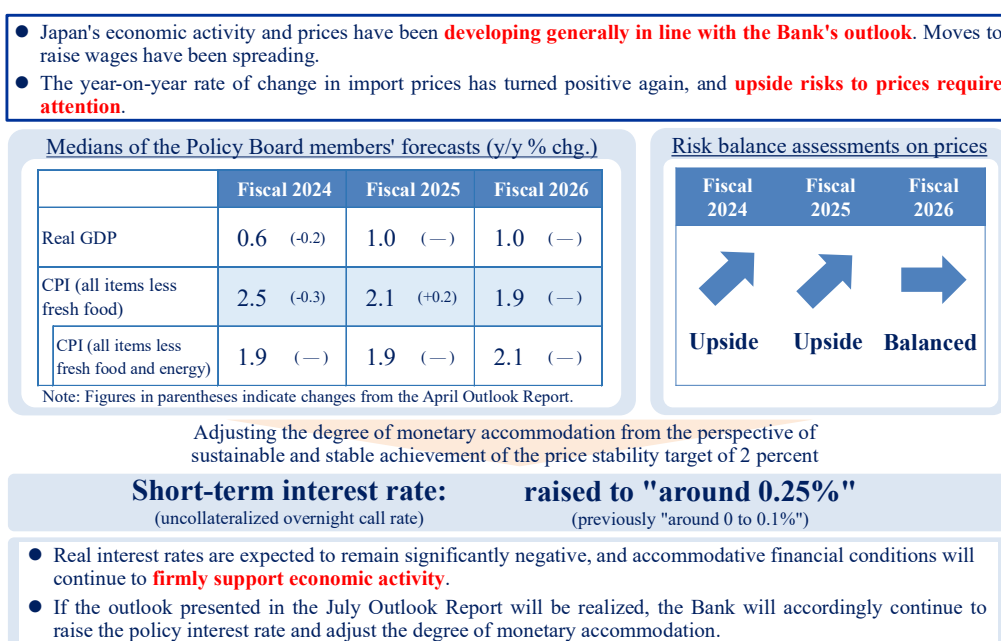 ● Japan's economic activity and prices have been developing generally in line with the Bank's outlook. Moves to
raise wages have been spreading.
● The year-on-year rate of change in import prices has turned positive again, and upside risks to prices require
attention.
Medians of the Policy Board members' forecasts (y/y % chg.)
Fiscal 2024 Fiscal 2025 Fiscal 2026
Real GDP 0.6 (-0.2) 1.0 (—) 1.0 (—)
CPI (all items less
fresh food) 2.5 (-0.3) 2.1 (+0.2) 1.9 (—)
CPI (all items less
fresh food and energy) 1.9 (—) 1.9 (—) 2.1 (—)
Note: Figures in parentheses indicate changes from the April Outlook Report.
Risk balance assessments on prices
Fiscal Fiscal Fiscal
2024 2025 2026
Upside Upside Balanced
Adjusting the degree of monetary accommodation from the perspective of
sustainable and stable achievement of the price stability target of 2 percent
Short-term interest rate: raised to "around 0.25%"
(uncollateralized overnight call rate) (previously "around 0 to 0.1%")
● Real interest rates are expected to remain significantly negative, and accommodative financial conditions will
continue to firmly support economic activity.
● If the outlook presented in the July Outlook Report will be realized, the Bank will accordingly continue to
raise the policy interest rate and adjust the degree of monetary accommodation.